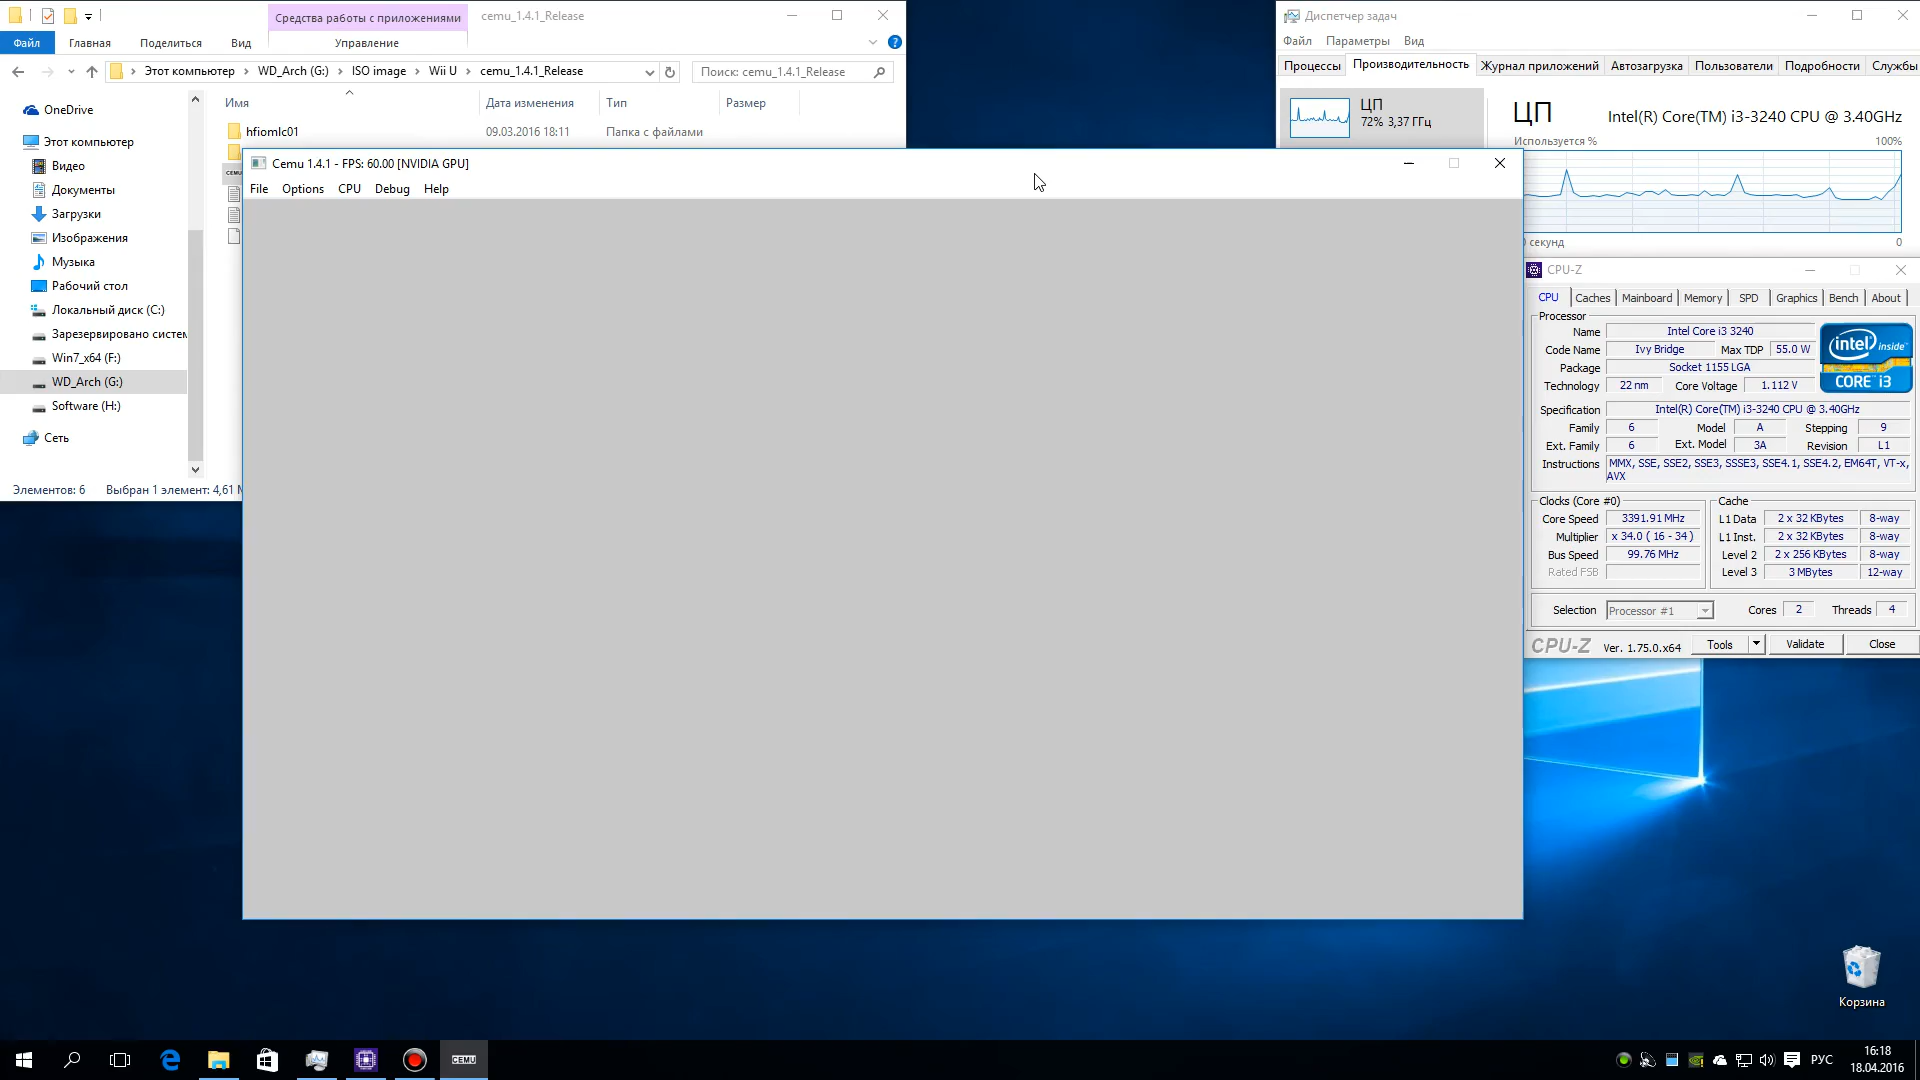 Средства работы с приложениями
cemu_1.4.1_Release
Файл
Главная
Поделиться
Вид
Управление
Этот компьютер
WD_Arch (G:)
ISO image
Wii U
cemu_1.4.1_Release
Поиск: cemu_1.4.1_Release
OneDrive
Этот компьютер
Видео
Документы
Загрузки
Изображения
Музыка
Рабочий стол
Локальный диск (C:)
Зарезервировано систем
Win7_x64 (F:)
WD_Arch (G:)
Software (H:)
Сеть
Имя
Дата изменения
Тип
Размер
hfiomlc01
09.03.2016 18:11
Папка с файлами
Элементов: 6
Выбран 1 элемент: 4,61 М
Cemu 1.4.1 - FPS: 60.00 [NVIDIA GPU]
File
Options
CPU
Debug
Help
Диспетчер задач
Файл
Параметры
Вид
Процессы
Производительность
Журнал приложений
Автозагрузка
Пользователи
Подробности
Службы
ЦП
72% 3,37 ГГц
ЦП
Intel(R) Core(TM) i3-3240 CPU @ 3.40GHz
Используется %
100%
секунд
0
CPU-Z
CPU
Caches
Mainboard
Memory
SPD
Graphics
Bench
About
Processor
Name
Intel Core i3 3240
Code Name
Ivy Bridge
Max TDP
55.0 W
Package
Socket 1155 LGA
Technology
22 nm
Core Voltage
1.112 V
intel inside
CORE i3
Specification
Intel(R) Core(TM) i3-3240 CPU @ 3.40GHz
Family
6
Model
A
Stepping
9
Ext. Family
6
Ext. Model
3A
Revision
L1
Instructions
MMX, SSE, SSE2, SSE3, SSSE3, SSE4.1, SSE4.2, EM64T, VT-x,
AVX
Clocks (Core #0)
Core Speed
3391.91 MHz
Multiplier
x 34.0 ( 16 - 34 )
Bus Speed
99.76 MHz
Rated FSB
Cache
L1 Data
2 x 32 KBytes
8-way
L1 Inst.
2 x 32 KBytes
8-way
Level 2
2 x 256 KBytes
8-way
Level 3
3 MBytes
12-way
Selection
Processor #1
Cores
2
Threads
4
CPU-Z
Ver. 1.75.0.x64
Tools
Validate
Close
Корзина
CEMU
РУС
16:18
18.04.2016